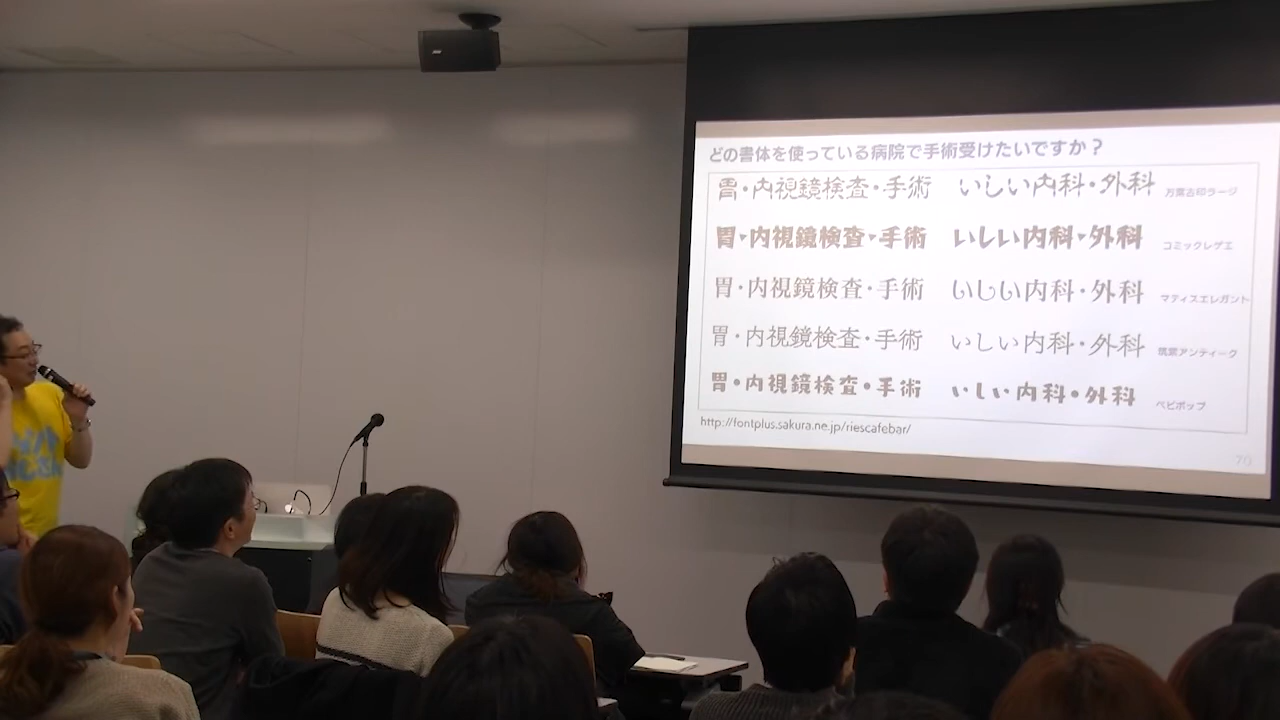 どの書体を使っている病院で手術受けたいですか？
胃・内視鏡検査・手術 いしい内科・外科 万葉古印ラージ
胃・内視鏡検査・手術 いしい内科・外科 コミックレゲエ
胃・内視鏡検査・手術 いしい内科・外科 マティスエレガント
胃・内視鏡検査・手術 いしい内科・外科 筑紫アンティーク
胃・内視鏡検査・手術 いしい内科・外科 ベビポップ
http://fontplus.sakura.ne.jp/riescafebar/